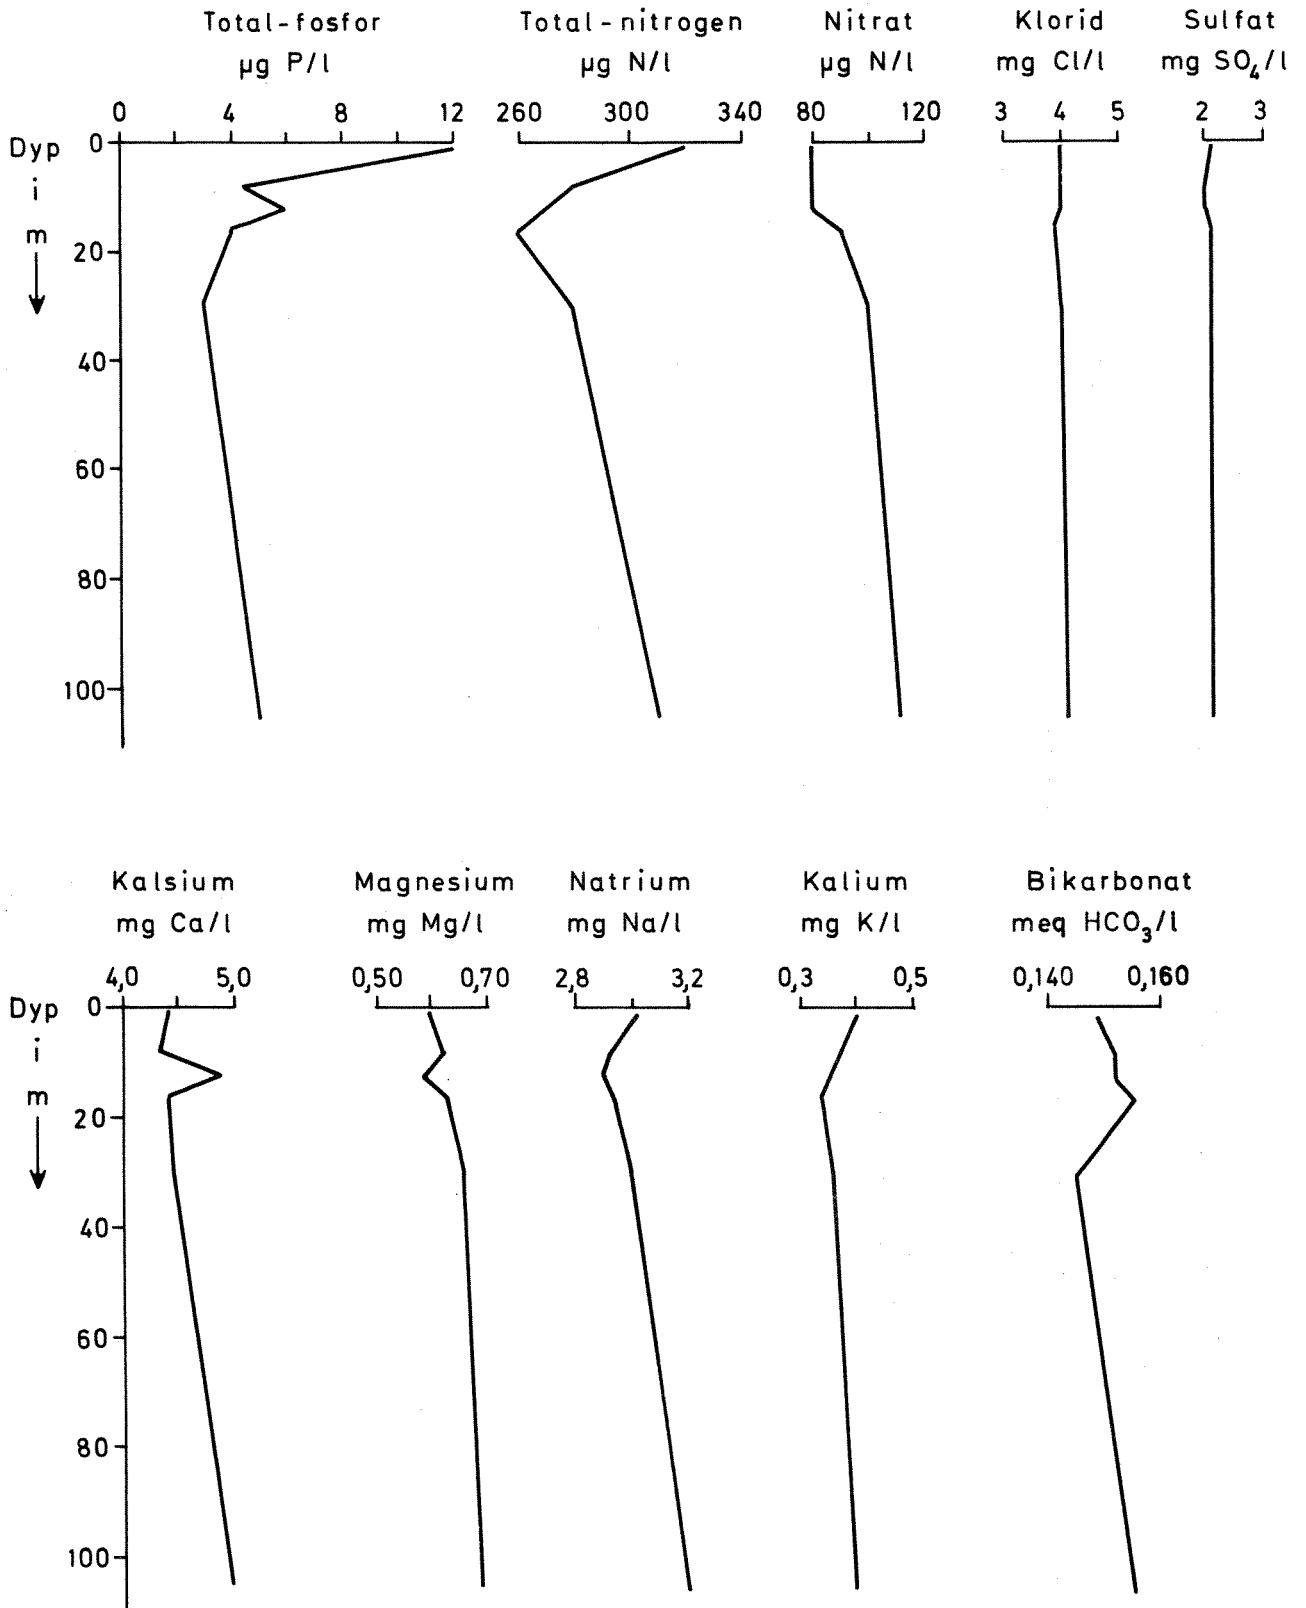 Total-fosfor Total-nitrogen Nitrat Klorid Sulfat
µg P/l µg N/l µg N/l mg Cl/l mg SO₄/l
0 4 8 12 260 300 340 80 120 3 4 5 2 3
0
Dyp
i
m
20
40
60
80
100
Kalsium Magnesium Natrium Kalium Bikarbonat
mg Ca/l mg Mg/l mg Na/l mg K/l meq HCO₃/l
4,0 5,0 0,50 0,70 2,8 3,2 0,3 0,5 0,140 0,160
0
Dyp
i
m
20
40
60
80
100